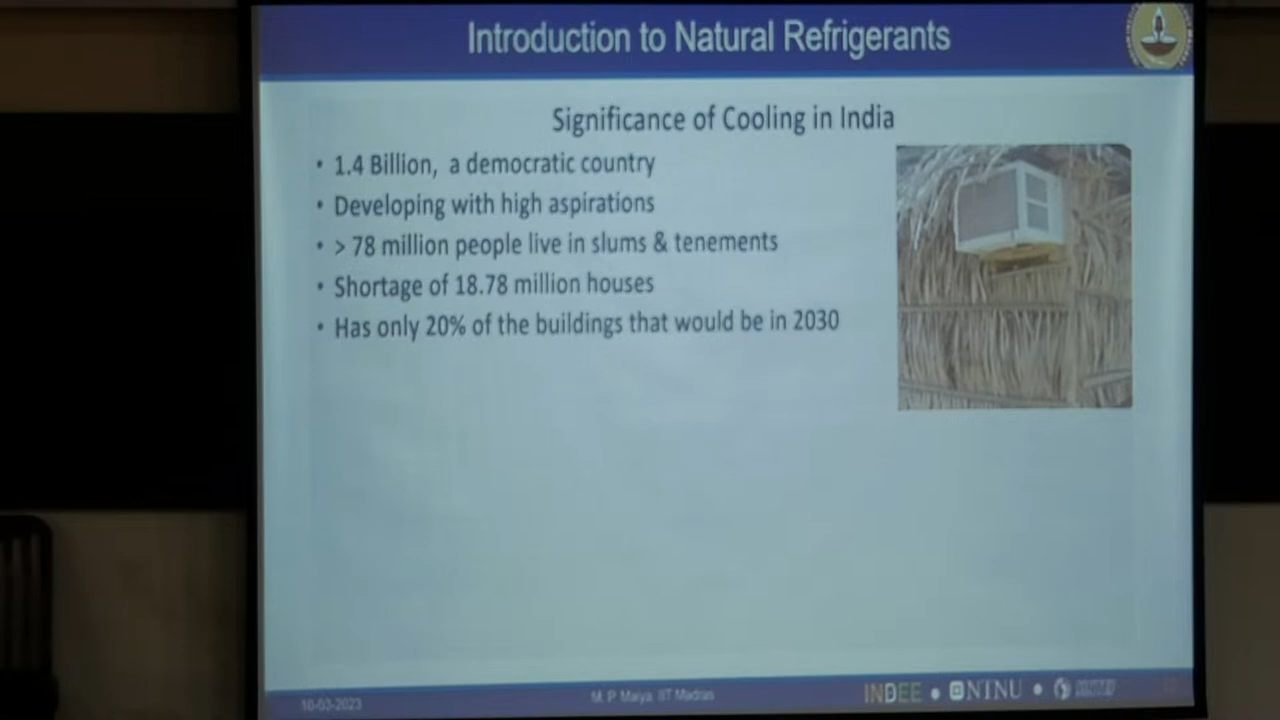 Introduction to Natural Refrigerants
Significance of Cooling in India
• 1.4 Billion, a democratic country
• Developing with high aspirations
• > 78 million people live in slums & tenements
• Shortage of 18.78 million houses
• Has only 20% of the buildings that would be in 2030
10-03-2023
M. P. Maiya IIT Madras
INDEE • NTNU •